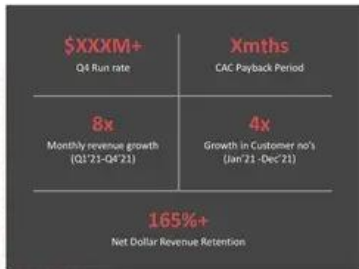 $XXXM+
Q4 Run rate
Xmths
CAC Payback Period
8x
Monthly revenue growth
(Q1'21-Q4'21)
4x
Growth in Customer no's
(Jan'21 -Dec'21)
165%+
Net Dollar Revenue Retention